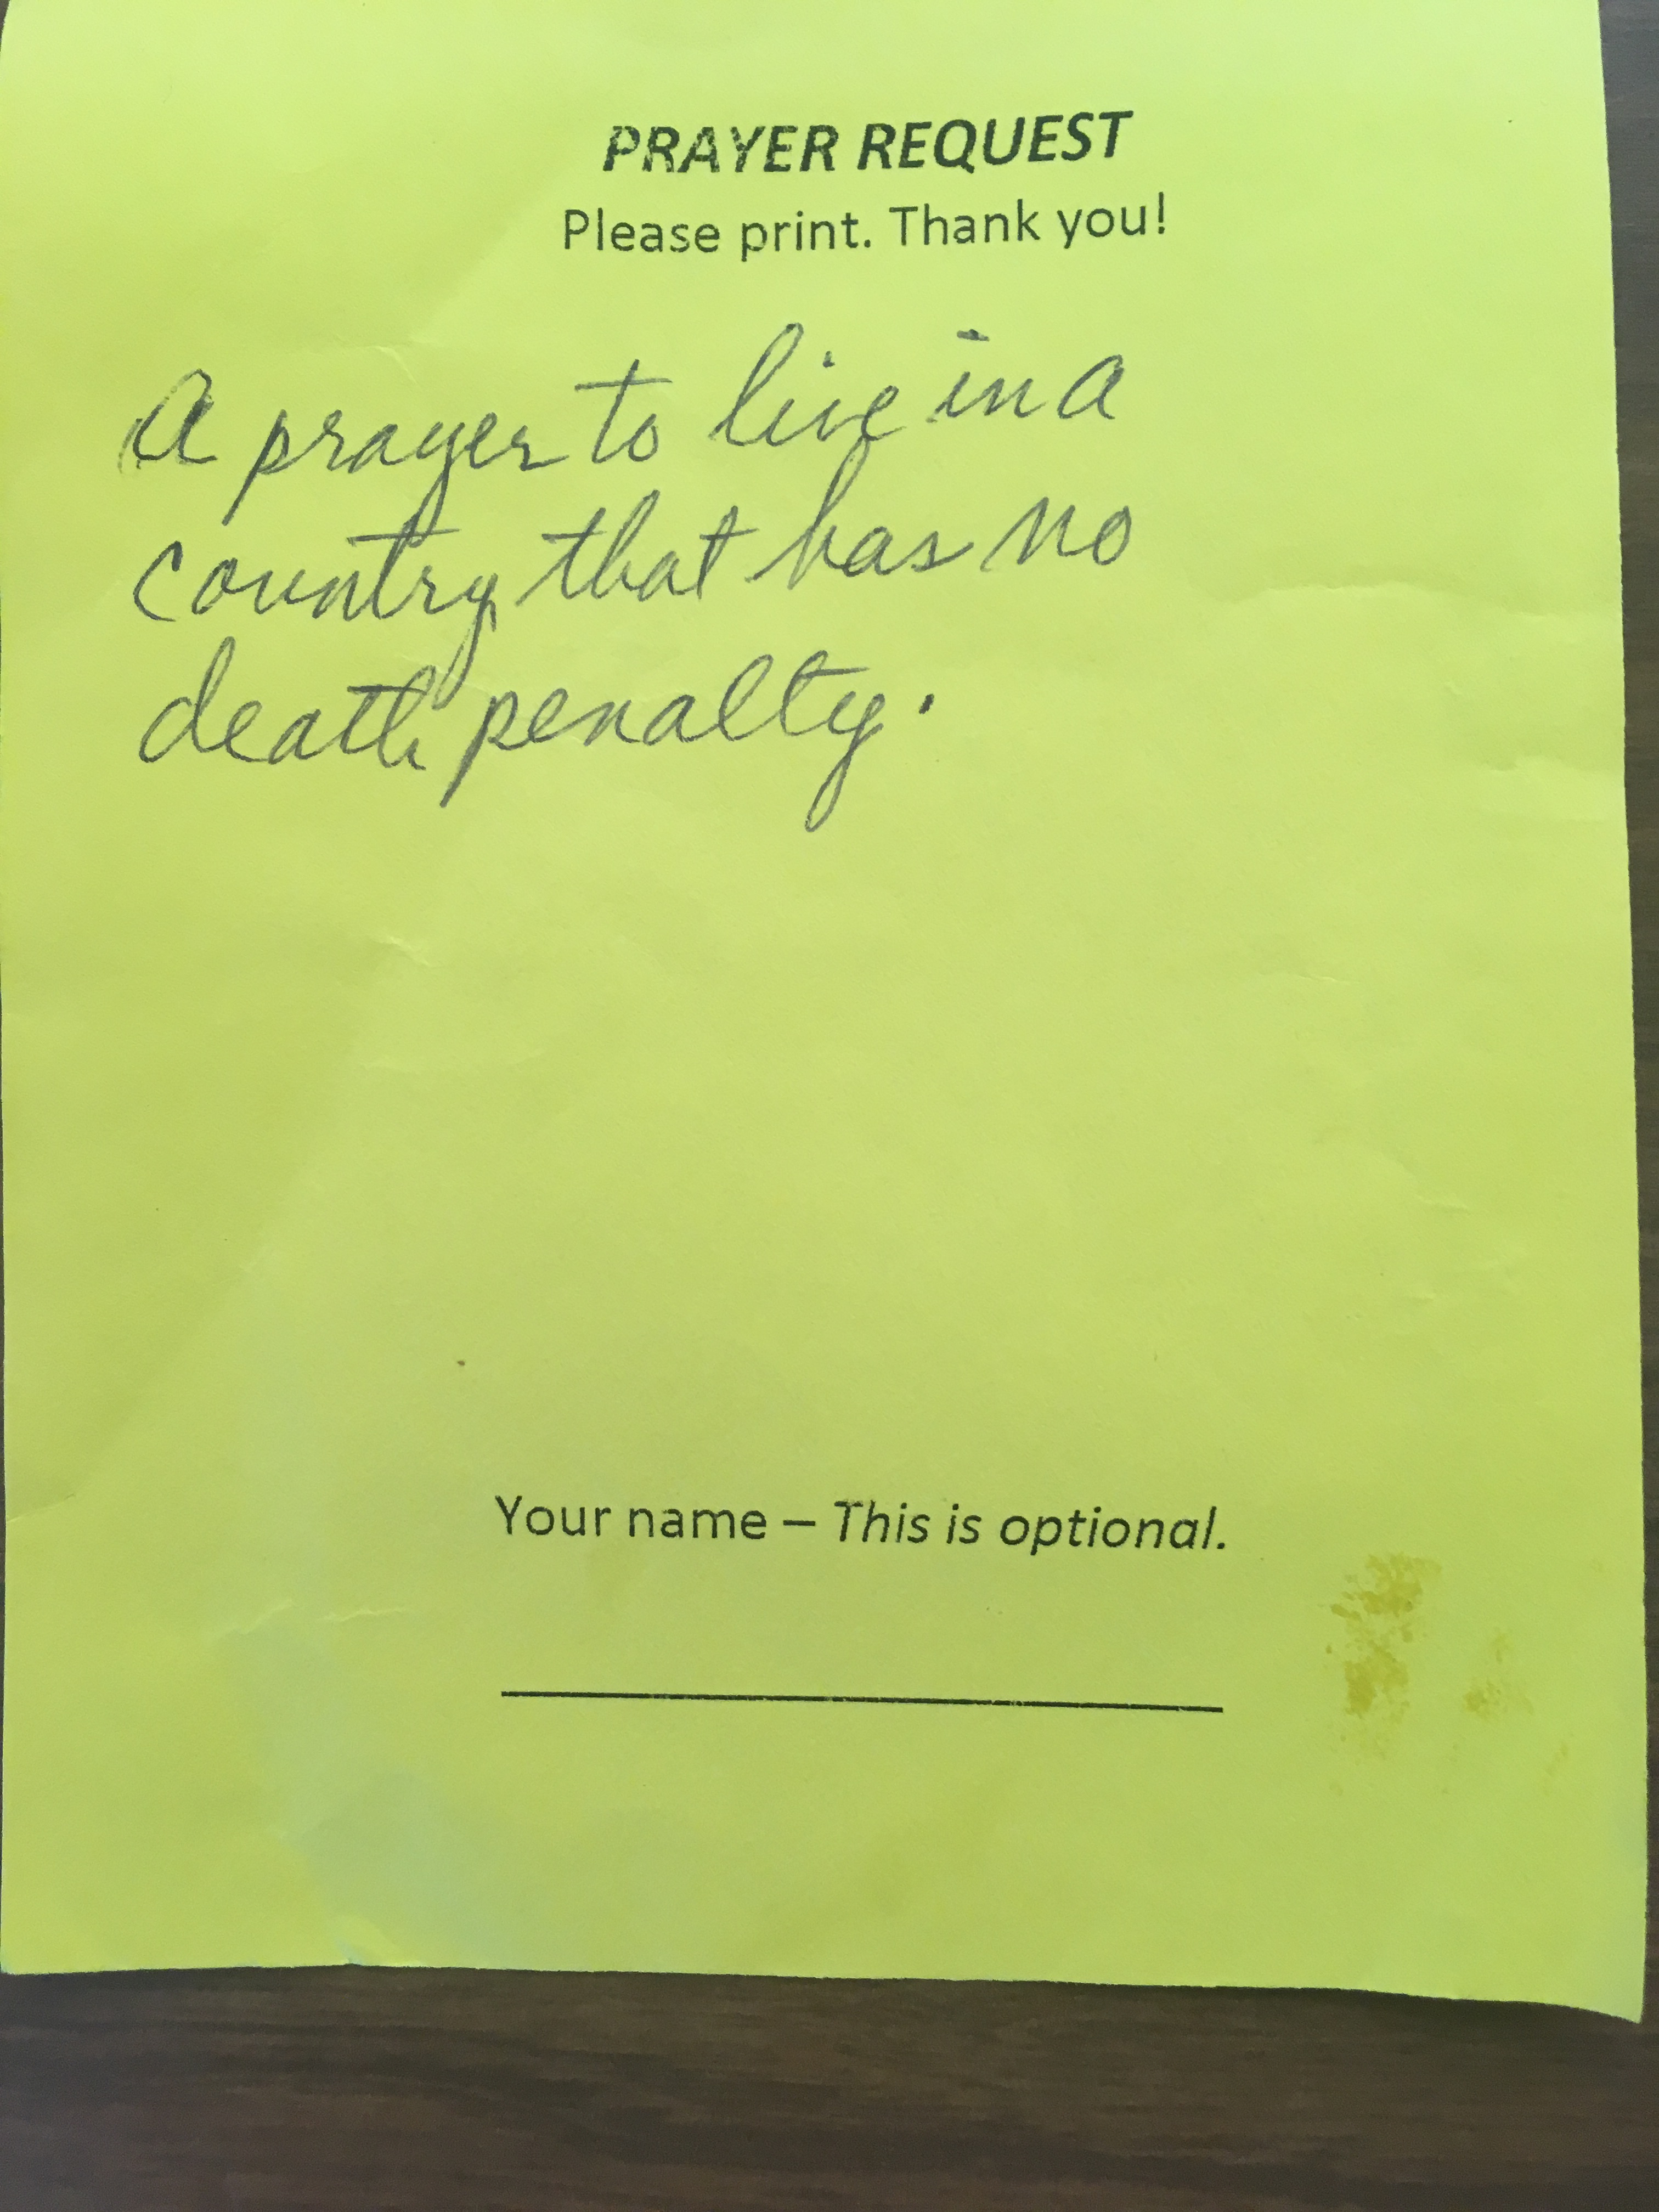 PRAYER REQUEST
Please print. Thank you!
A prayer to live in a
country that has no
death penalty.
Your name – This is optional.